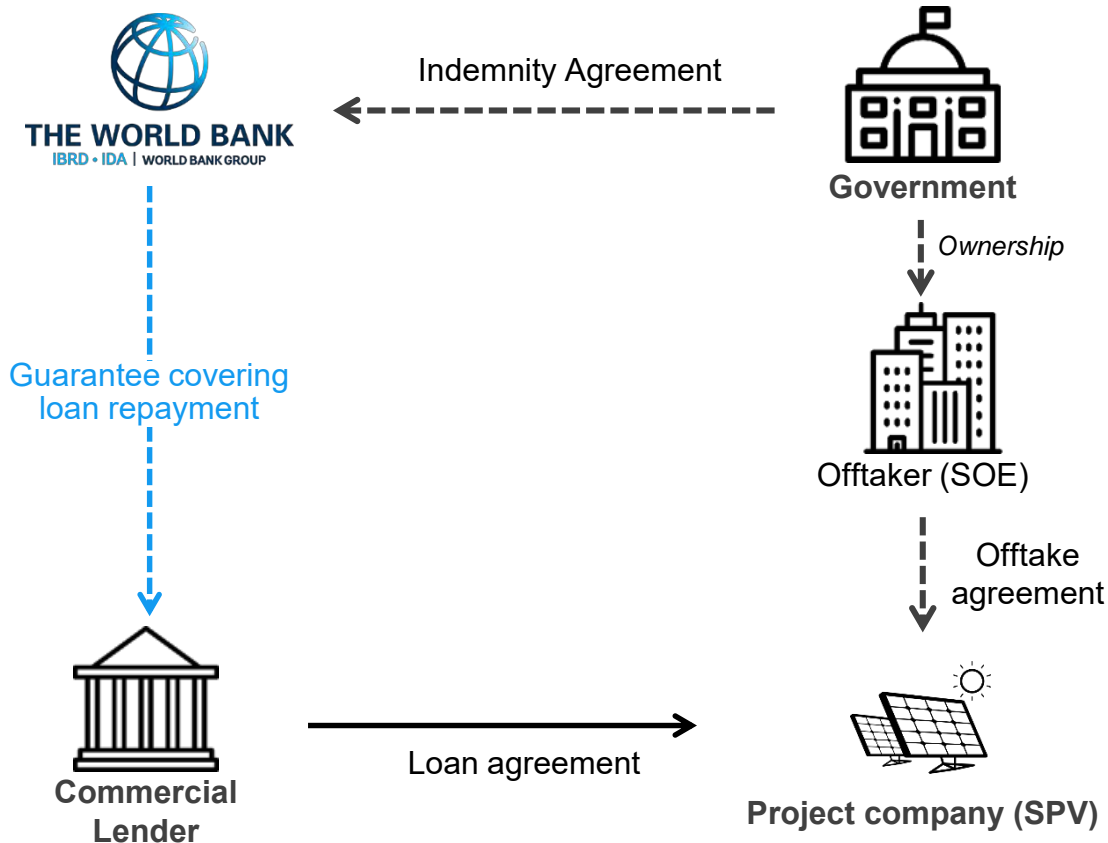 THE WORLD BANK
IBRD • IDA | WORLD BANK GROUP
Indemnity Agreement
Government
Ownership
Guarantee covering
loan repayment
Offtaker (SOE)
Offtake
agreement
Commercial
Lender
Loan agreement
Project company (SPV)